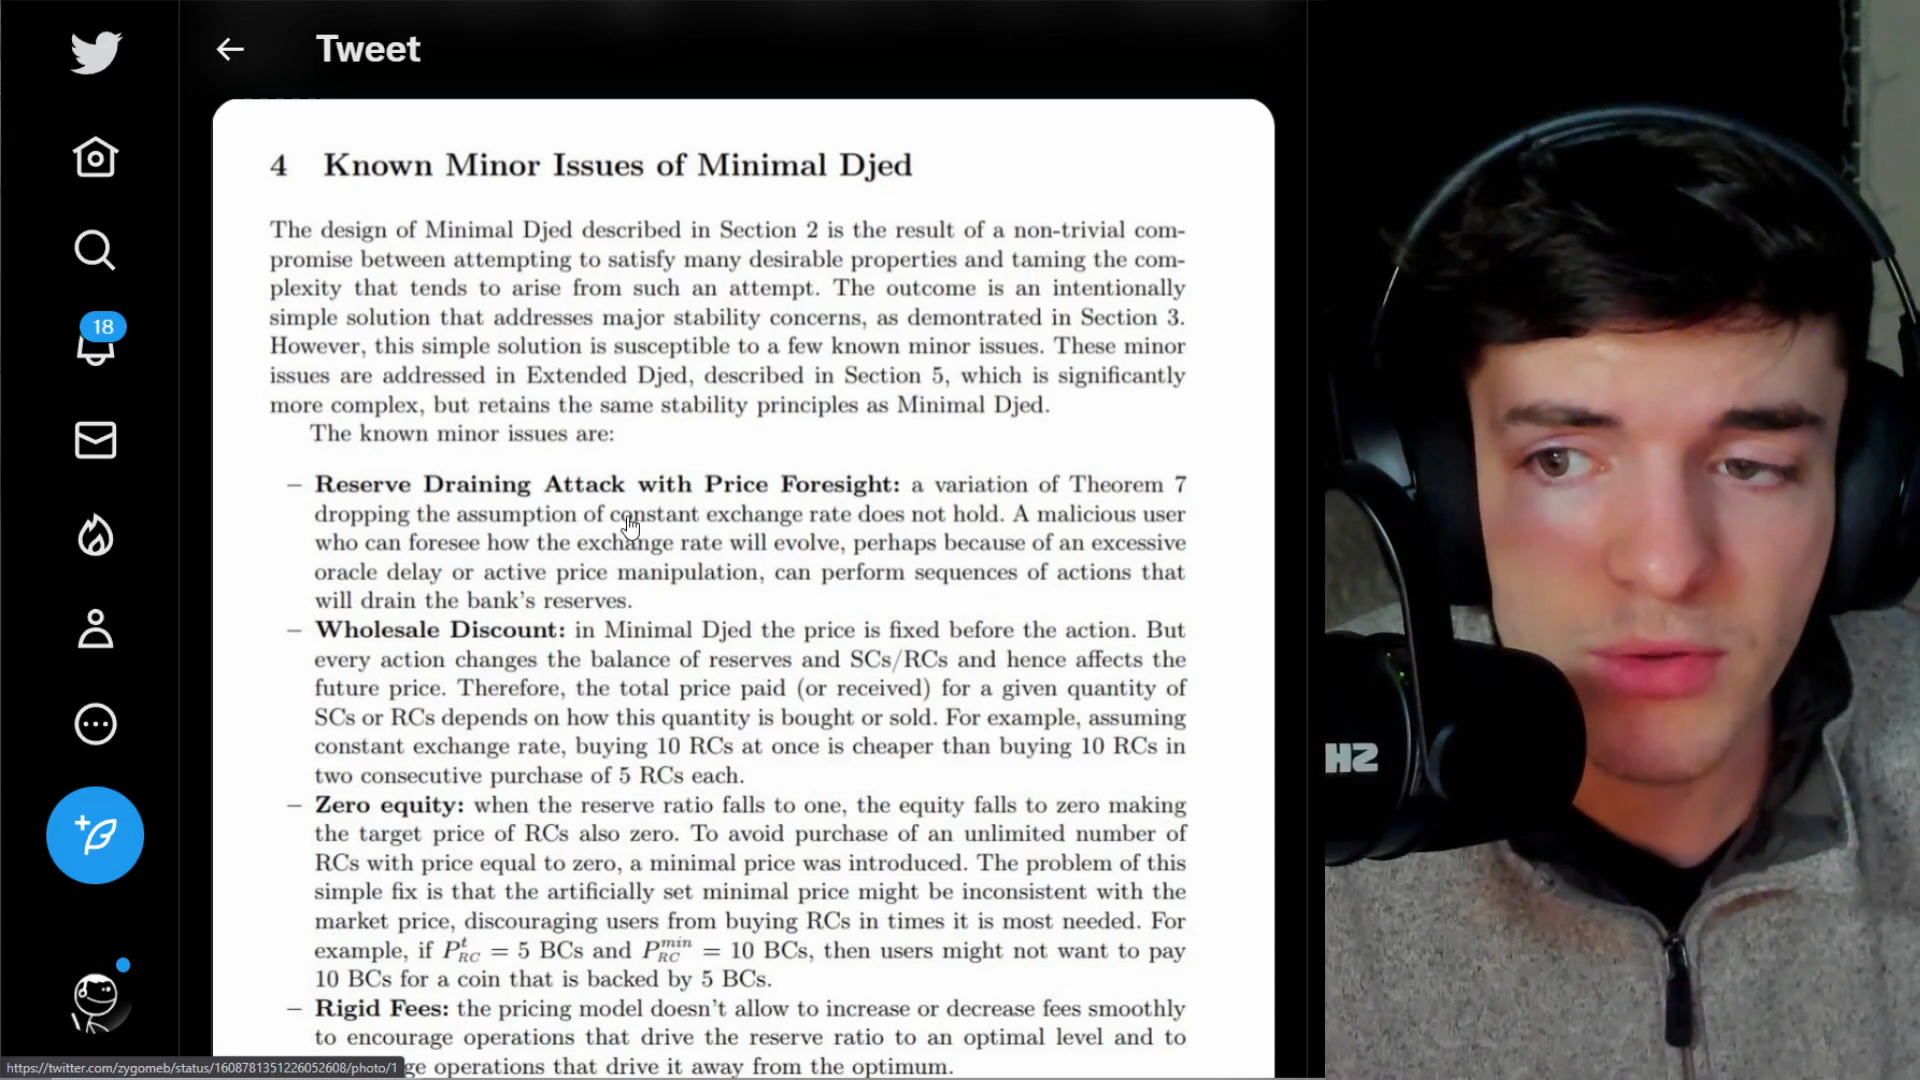 Tweet
18
4 Known Minor Issues of Minimal Djed
The design of Minimal Djed described in Section 2 is the result of a non-trivial com-
promise between attempting to satisfy many desirable properties and taming the com-
plexity that tends to arise from such an attempt. The outcome is an intentionally
simple solution that addresses major stability concerns, as demontrated in Section 3.
However, this simple solution is susceptible to a few known minor issues. These minor
issues are addressed in Extended Djed, described in Section 5, which is significantly
more complex, but retains the same stability principles as Minimal Djed.
The known minor issues are:
– Reserve Draining Attack with Price Foresight: a variation of Theorem 7
dropping the assumption of constant exchange rate does not hold. A malicious user
who can foresee how the exchange rate will evolve, perhaps because of an excessive
oracle delay or active price manipulation, can perform sequences of actions that
will drain the bank's reserves.
– Wholesale Discount: in Minimal Djed the price is fixed before the action. But
every action changes the balance of reserves and SCs/RCs and hence affects the
future price. Therefore, the total price paid (or received) for a given quantity of
SCs or RCs depends on how this quantity is bought or sold. For example, assuming
constant exchange rate, buying 10 RCs at once is cheaper than buying 10 RCs in
two consecutive purchase of 5 RCs each.
– Zero equity: when the reserve ratio falls to one, the equity falls to zero making
the target price of RCs also zero. To avoid purchase of an unlimited number of
RCs with price equal to zero, a minimal price was introduced. The problem of this
simple fix is that the artificially set minimal price might be inconsistent with the
market price, discouraging users from buying RCs in times it is most needed. For
example, if P^t_RC = 5 BCs and P^min_RC = 10 BCs, then users might not want to pay
10 BCs for a coin that is backed by 5 BCs.
– Rigid Fees: the pricing model doesn't allow to increase or decrease fees smoothly
to encourage operations that drive the reserve ratio to an optimal level and to
ge operations that drive it away from the optimum.
https://twitter.com/zygomeb/status/1608781351226052608/photo/1